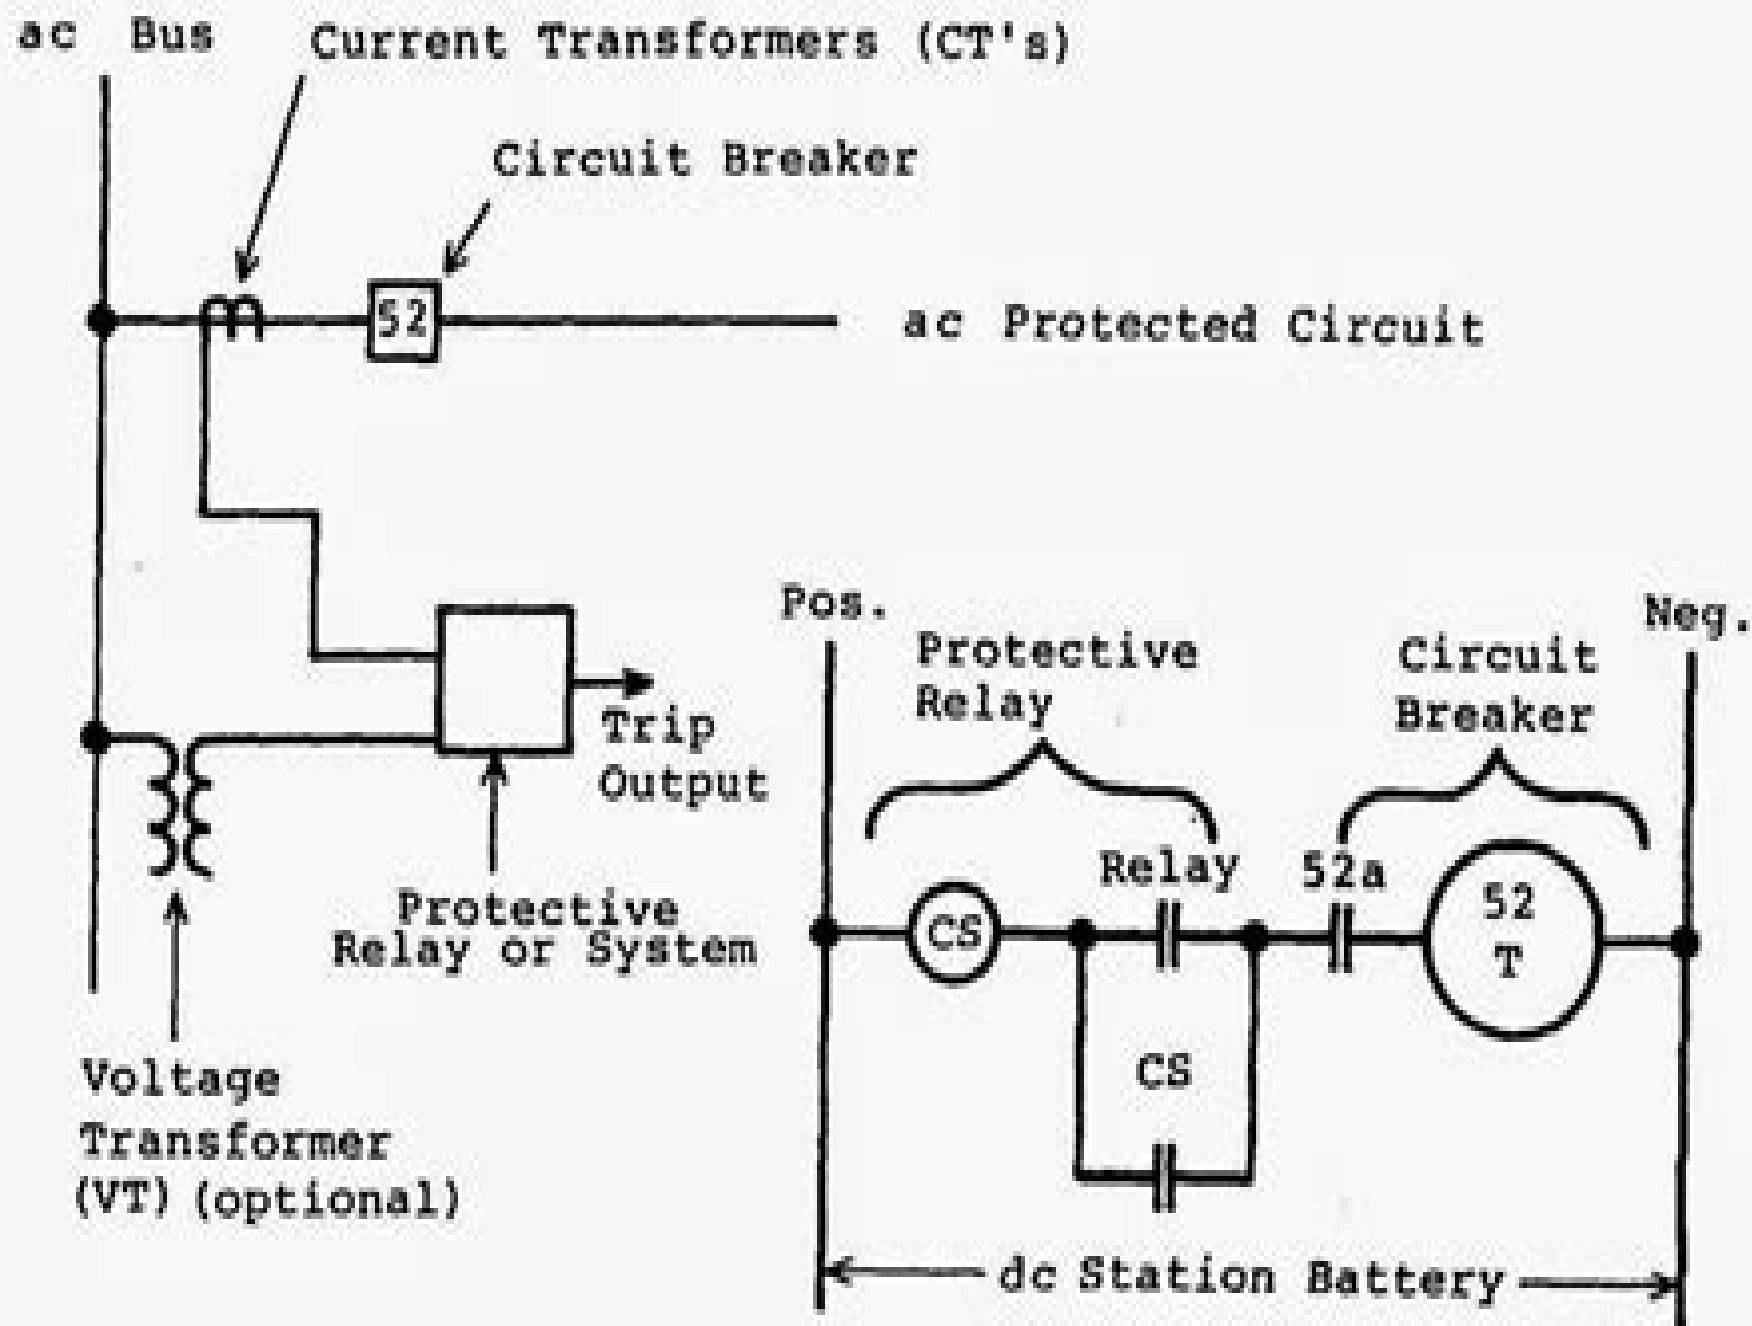 ac Bus
Current Transformers (CT's)
Circuit Breaker
52
ac Protected Circuit
Trip
Output
Protective
Relay or System
Voltage
Transformer
(VT) (optional)
Pos.
Neg.
Protective
Relay
Circuit
Breaker
Relay
52a
CS
52
T
CS
dc Station Battery